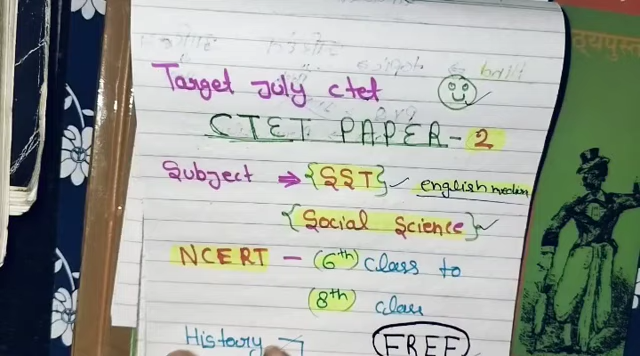 Target July ctet
CTET PAPER-2
Subject ⇒ {SST} ✓ english medium
{Social Science} ✓
NCERT - (6th) class to
(8th) class
History
FREE